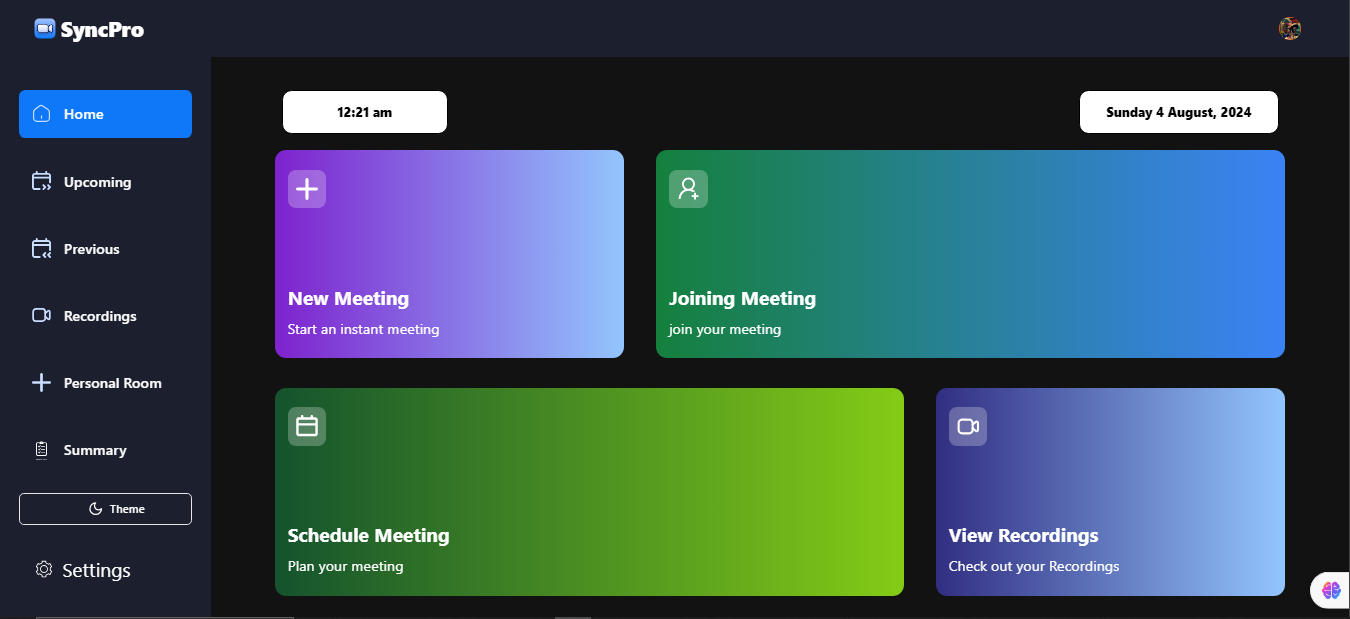 SyncPro
Home
Upcoming
Previous
Recordings
Personal Room
Summary
Theme
Settings
12:21 am
Sunday 4 August, 2024
New Meeting
Start an instant meeting
Joining Meeting
join your meeting
Schedule Meeting
Plan your meeting
View Recordings
Check out your Recordings